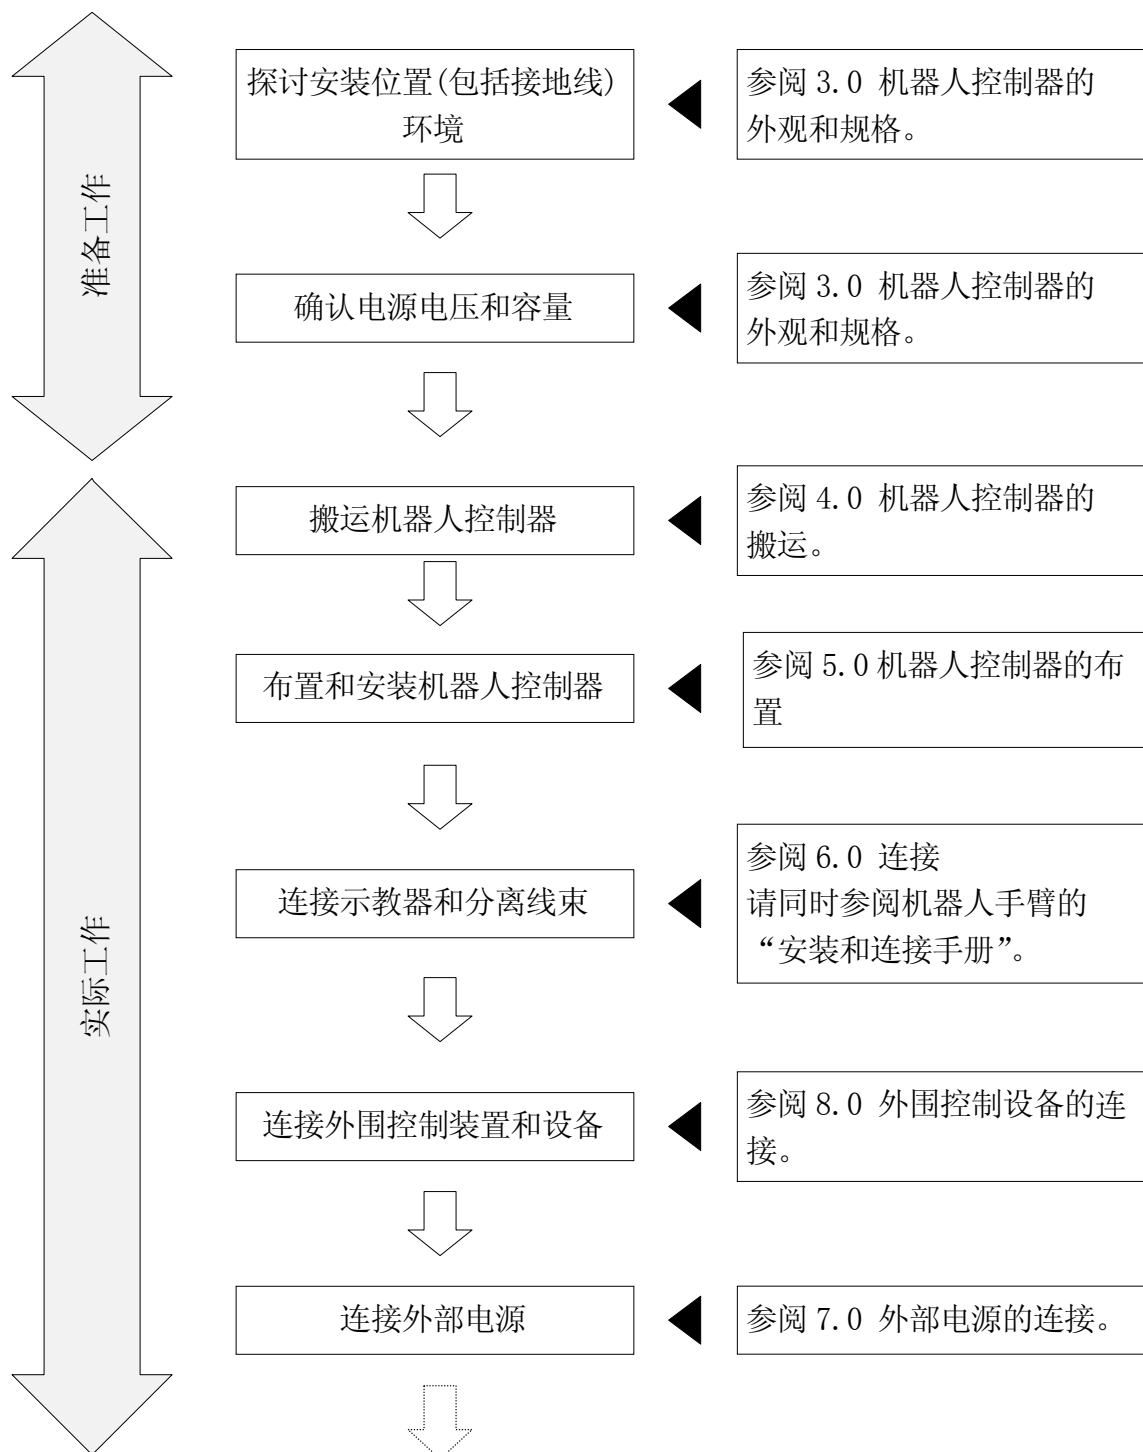 准备工作
探讨安装位置(包括接地线)
环境
参阅 3.0 机器人控制器的
外观和规格。
确认电源电压和容量
参阅 3.0 机器人控制器的
外观和规格。
实际工作
搬运机器人控制器
参阅 4.0 机器人控制器的
搬运。
布置和安装机器人控制器
参阅 5.0 机器人控制器的布
置
连接示教器和分离线束
参阅 6.0 连接
请同时参阅机器人手臂的
“安装和连接手册”。
连接外围控制装置和设备
参阅 8.0 外围控制设备的连
接。
连接外部电源
参阅 7.0 外部电源的连接。